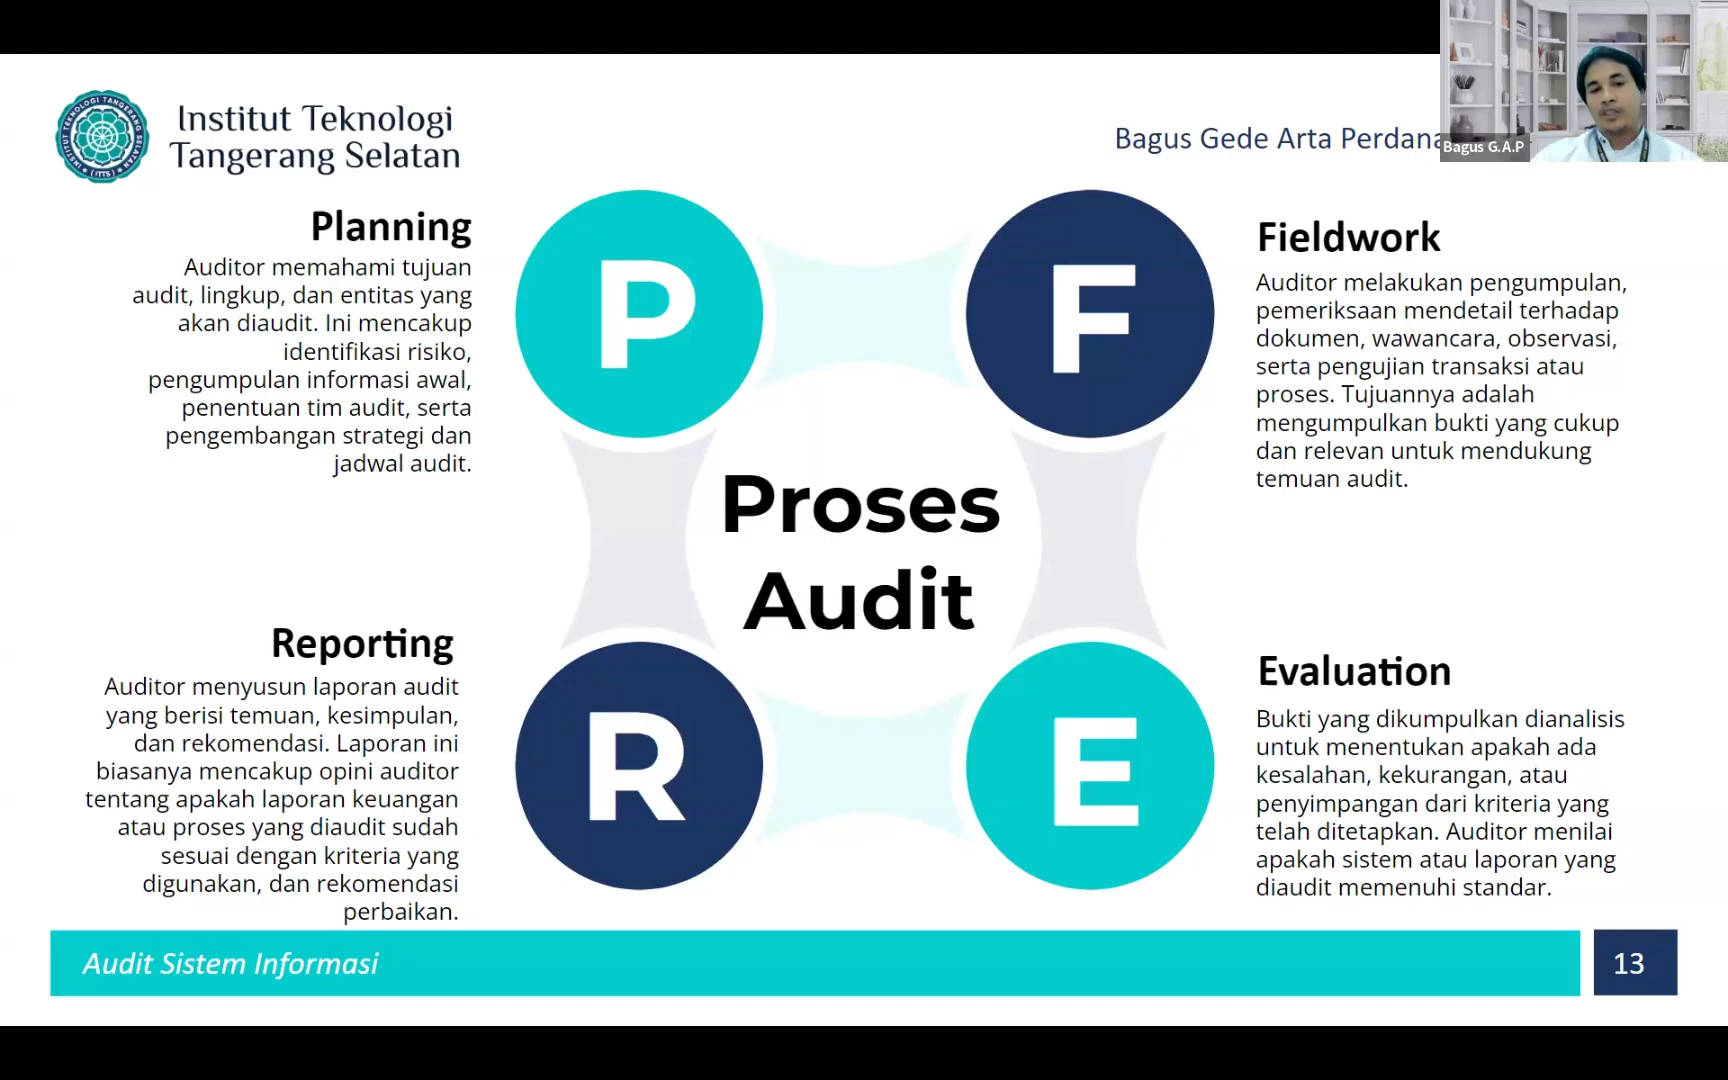 Institut Teknologi
Tangerang Selatan
INSTITUT TEKNOLOGI TANGERANG SELATAN
(ITTS)
Bagus Gede Arta Perdana
Bagus G.A.P
Planning
Auditor memahami tujuan
audit, lingkup, dan entitas yang
akan diaudit. Ini mencakup
identifikasi risiko,
pengumpulan informasi awal,
penentuan tim audit, serta
pengembangan strategi dan
jadwal audit.
P
F
Fieldwork
Auditor melakukan pengumpulan,
pemeriksaan mendetail terhadap
dokumen, wawancara, observasi,
serta pengujian transaksi atau
proses. Tujuannya adalah
mengumpulkan bukti yang cukup
dan relevan untuk mendukung
temuan audit.
Proses
Audit
Reporting
Auditor menyusun laporan audit
yang berisi temuan, kesimpulan,
dan rekomendasi. Laporan ini
biasanya mencakup opini auditor
tentang apakah laporan keuangan
atau proses yang diaudit sudah
sesuai dengan kriteria yang
digunakan, dan rekomendasi
perbaikan.
R
E
Evaluation
Bukti yang dikumpulkan dianalisis
untuk menentukan apakah ada
kesalahan, kekurangan, atau
penyimpangan dari kriteria yang
telah ditetapkan. Auditor menilai
apakah sistem atau laporan yang
diaudit memenuhi standar.
Audit Sistem Informasi
13